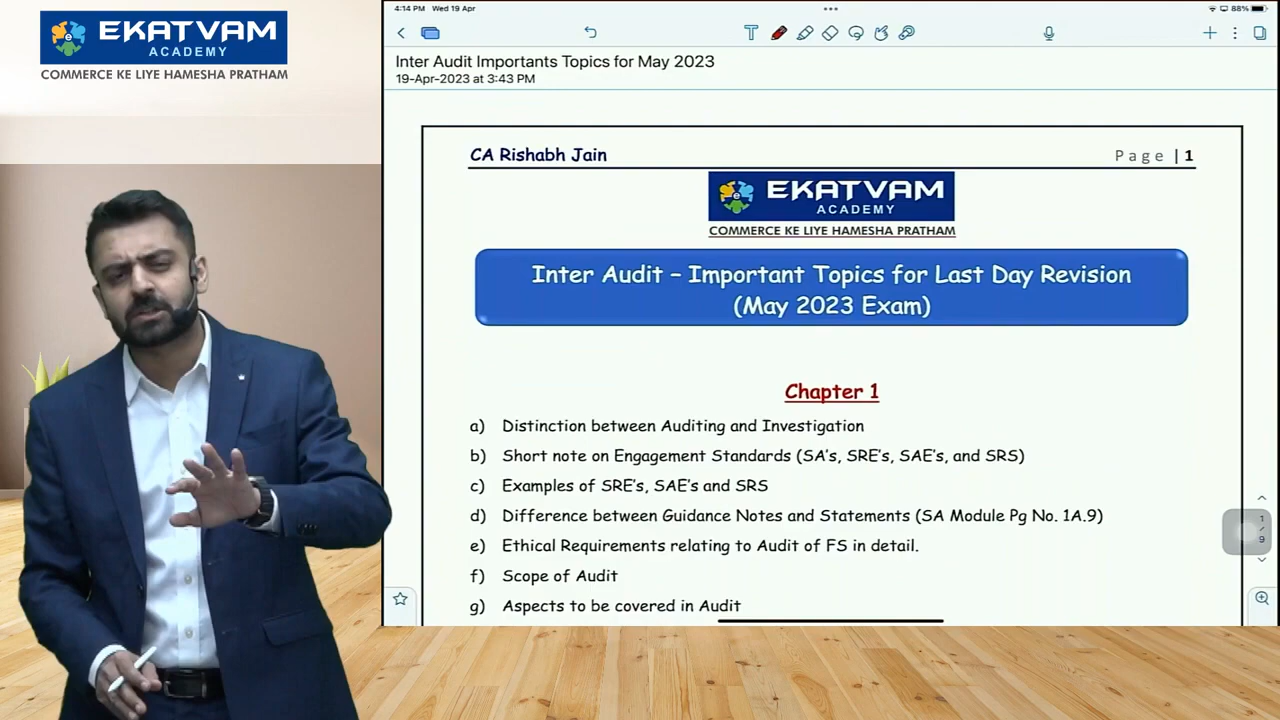 EKATVAM
ACADEMY
COMMERCE KE LIYE HAMESHA PRATHAM
4:14 PM Wed 19 Apr
88%
T
Inter Audit Importants Topics for May 2023
19-Apr-2023 at 3:43 PM
CA Rishabh Jain
Page | 1
EKATVAM
ACADEMY
COMMERCE KE LIYE HAMESHA PRATHAM
Inter Audit – Important Topics for Last Day Revision
(May 2023 Exam)
Chapter 1
a) Distinction between Auditing and Investigation
b) Short note on Engagement Standards (SA's, SRE's, SAE's, and SRS)
c) Examples of SRE's, SAE's and SRS
d) Difference between Guidance Notes and Statements (SA Module Pg No. 1A.9)
e) Ethical Requirements relating to Audit of FS in detail.
f) Scope of Audit
g) Aspects to be covered in Audit
1
/
9